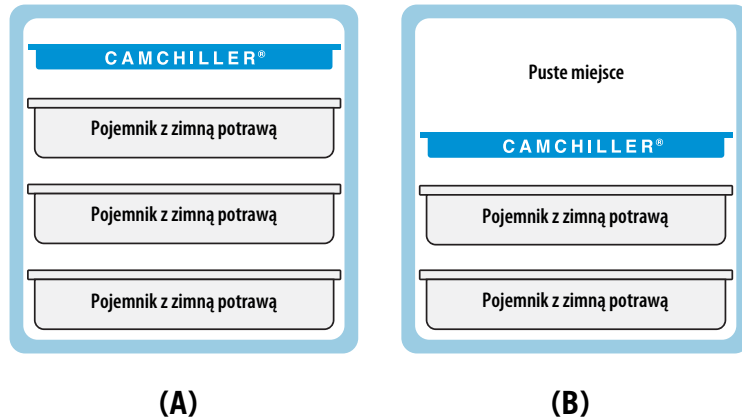 CAMCHILLER®
Pojemnik z zimną potrawą
Pojemnik z zimną potrawą
Pojemnik z zimną potrawą
(A)
Puste miejsce
CAMCHILLER®
Pojemnik z zimną potrawą
Pojemnik z zimną potrawą
(B)